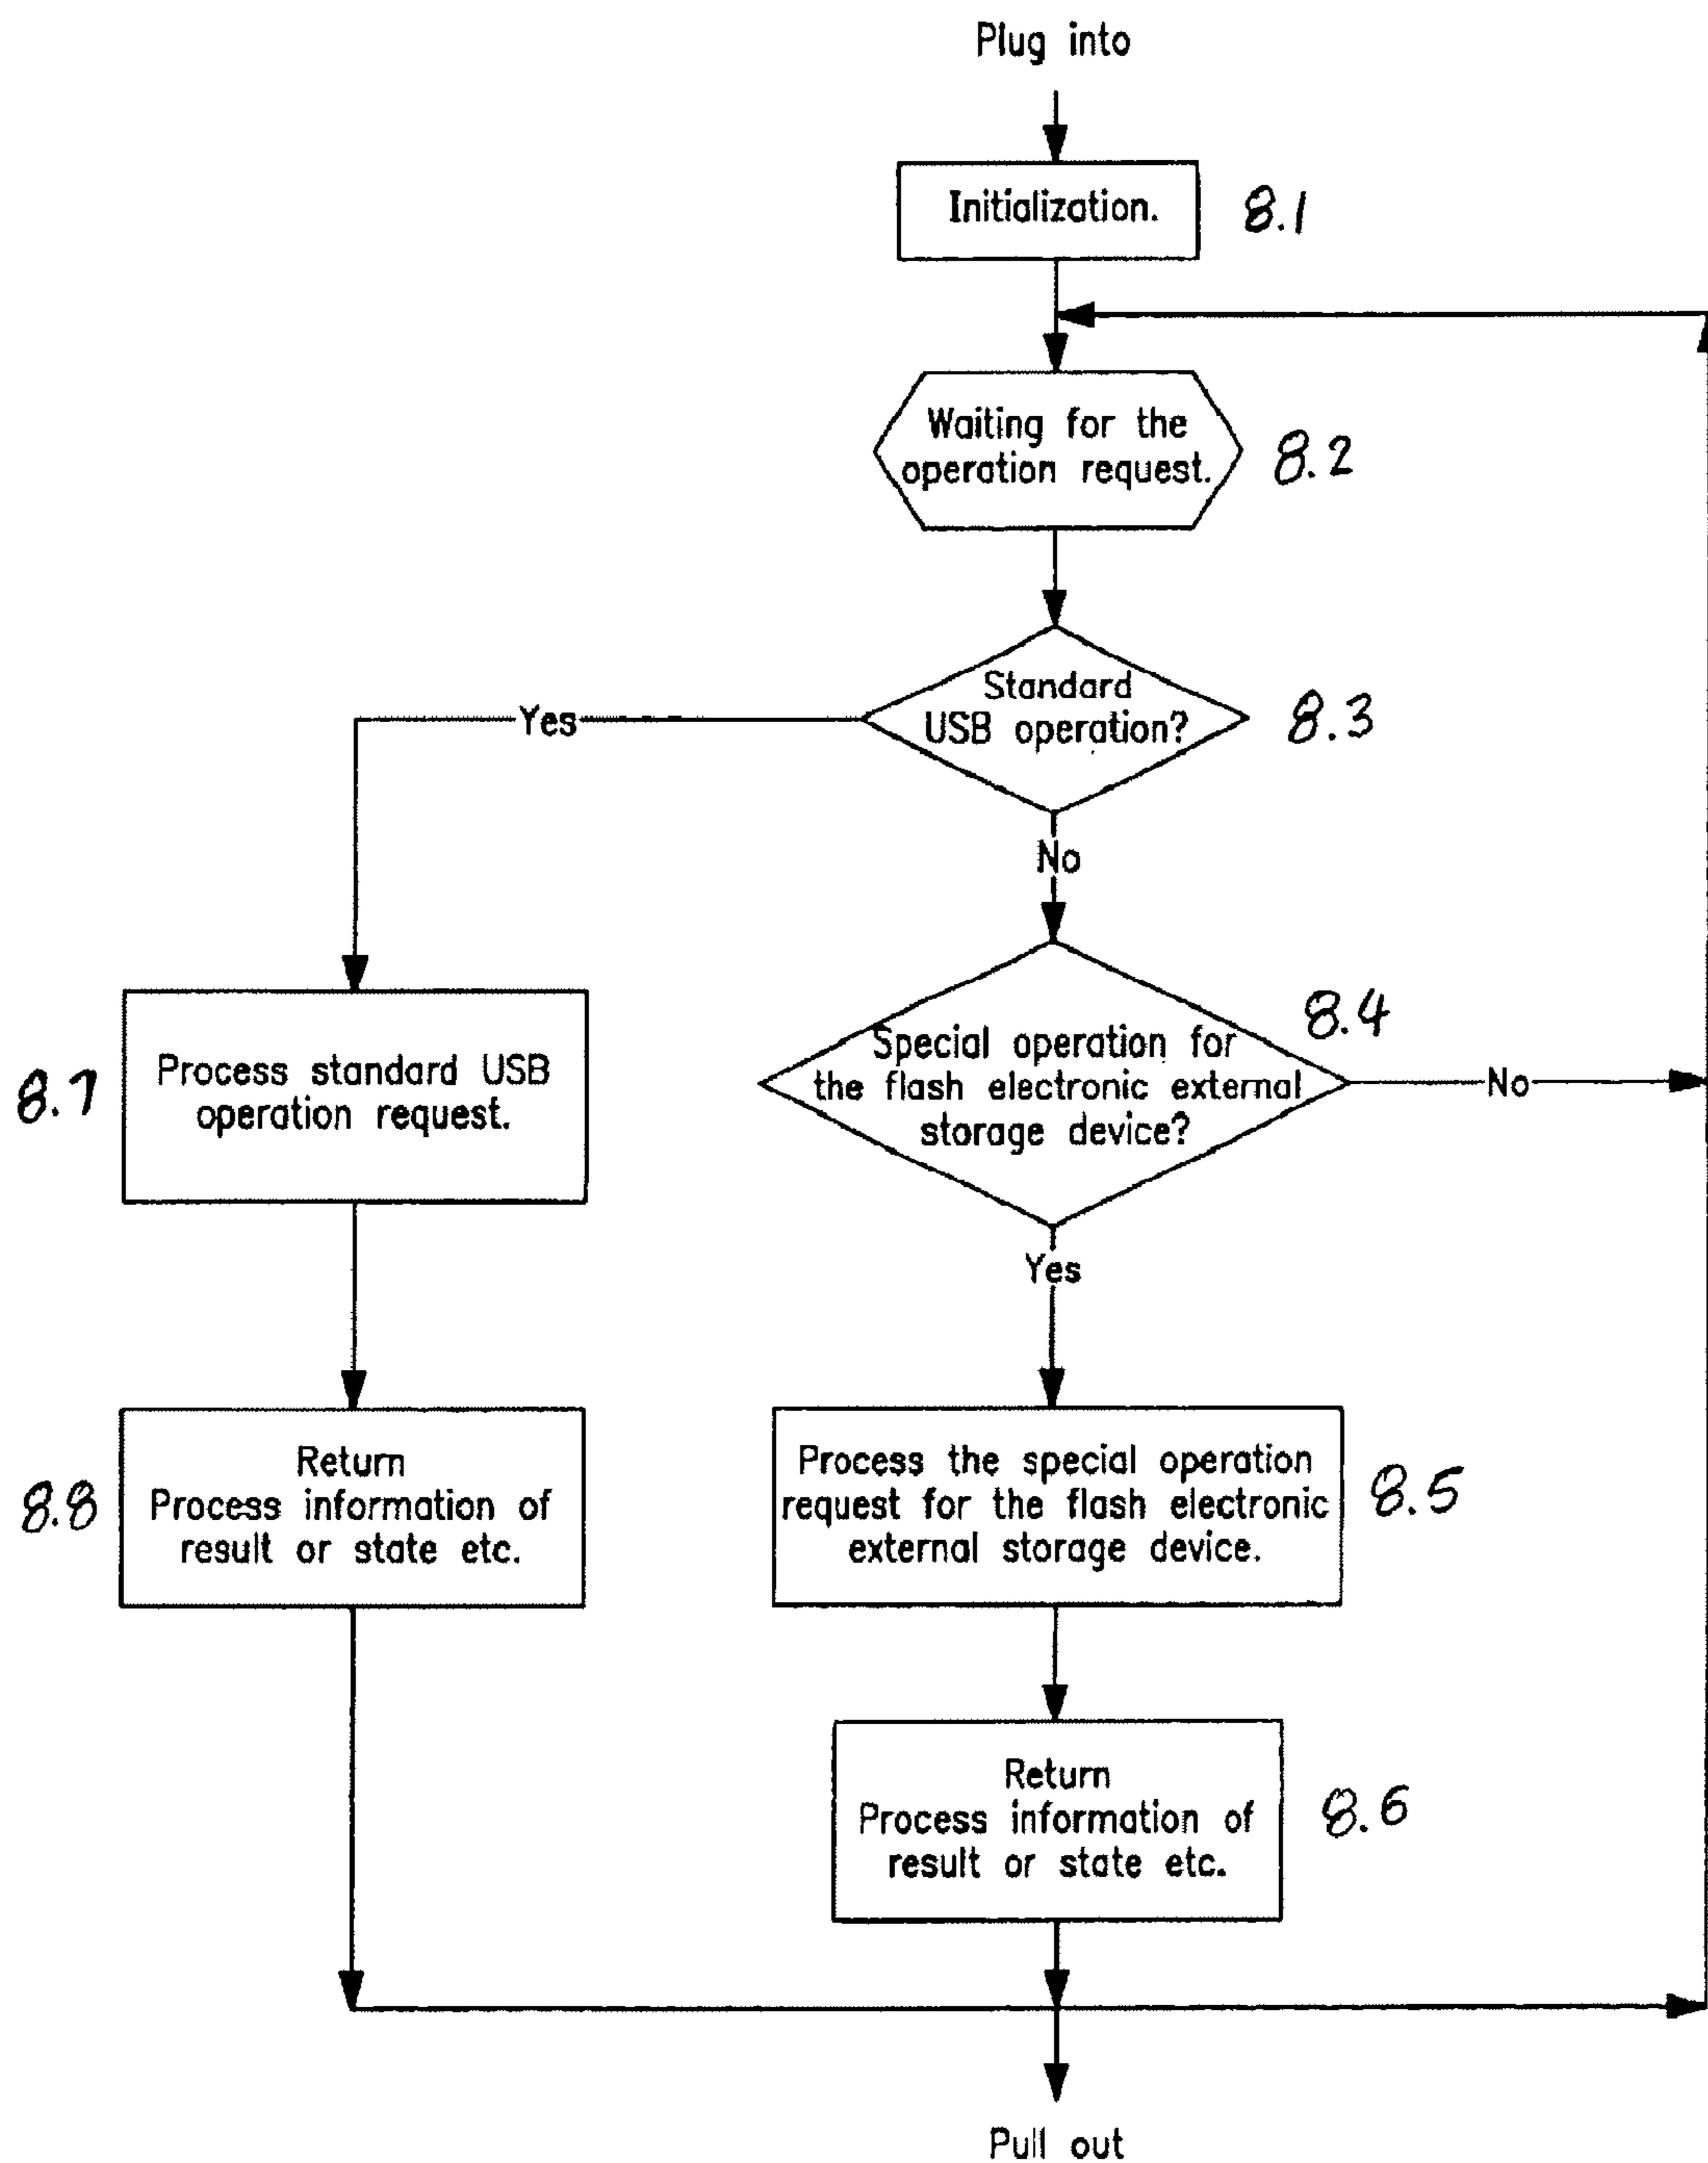 Plug into
Initialization.
8.1
Waiting for the
operation request.
8.2
Standard
USB operation?
8.3
Yes
No
Special operation for
the flash electronic external
storage device?
8.4
No
Process standard USB
operation request.
8.7
Yes
Return
Process information of
result or state etc.
8.8
Process the special operation
request for the flash electronic
external storage device.
8.5
Return
Process information of
result or state etc.
8.6
Pull out